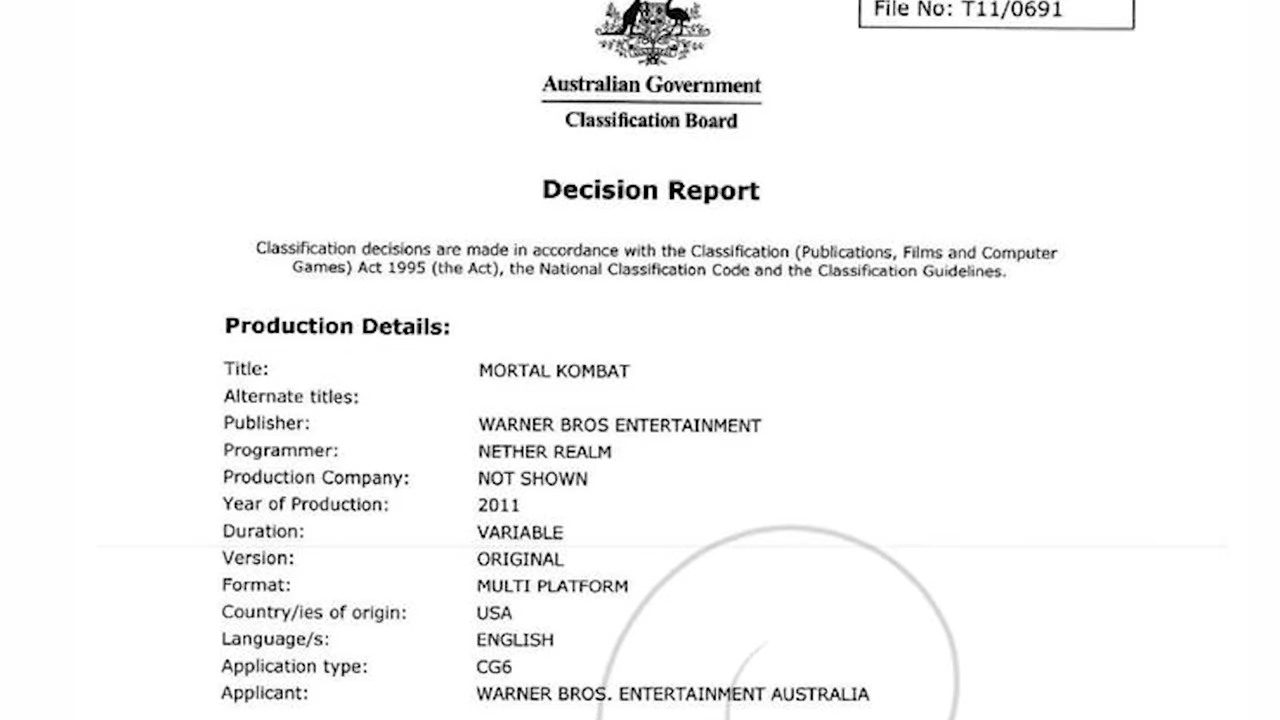 File No: T11/0691
Australian Government
Classification Board
Decision Report
Classification decisions are made in accordance with the Classification (Publications, Films and Computer
Games) Act 1995 (the Act), the National Classification Code and the Classification Guidelines.
Production Details:
Title: MORTAL KOMBAT
Alternate titles:
Publisher: WARNER BROS ENTERTAINMENT
Programmer: NETHER REALM
Production Company: NOT SHOWN
Year of Production: 2011
Duration: VARIABLE
Version: ORIGINAL
Format: MULTI PLATFORM
Country/ies of origin: USA
Language/s: ENGLISH
Application type: CG6
Applicant: WARNER BROS. ENTERTAINMENT AUSTRALIA